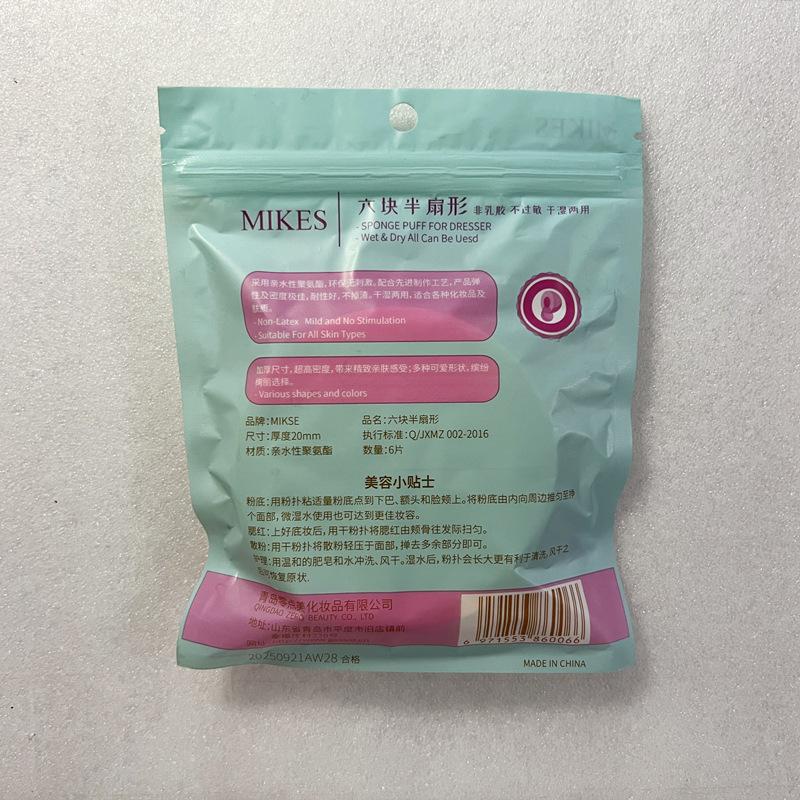 MIKES
六块半扇形 非乳胶 不过敏 干湿两用
- SPONGE PUFF FOR DRESSER
- Wet & Dry All Can Be Uesd
采用亲水性聚氨酯,环保无刺激。配合先进制作工艺,产品弹
性及密度极佳,耐性好,不掉渣。干湿两用,适合各种化妆品及
肤质。
- Non-Latex Mild and No Stimulation
- Suitable For All Skin Types
加厚尺寸,超高密度,带来精致亲肤感受;多种可爱形状,缤纷
绚丽选择。
- Various shapes and colors
品牌:MIKSE 品名:六块半扇形
尺寸:厚度20mm 执行标准:Q/JXMZ 002-2016
材质:亲水性聚氨酯 数量:6片
美容小贴士
粉底:用粉扑粘适量粉底点到下巴、额头和脸颊上。将粉底由内向周边推匀至整
个面部,微湿水使用也可达到更佳妆容。
腮红:上好底妆后,用干粉扑将腮红由颊骨往发际扫匀。
散粉:用干粉扑将散粉轻压于面部,掸去多余部分即可。
护理:用温和的肥皂和水冲洗、风干。湿水后,粉扑会长大更有利于清洗,风干之
后可恢复原状.
青岛零点美化妆品有限公司
QINGDAO ZERO BEAUTY CO., LTD
地址:山东省青岛市平度市旧店镇前
6 971553 860066
20250921AW28 合格
MADE IN CHINA